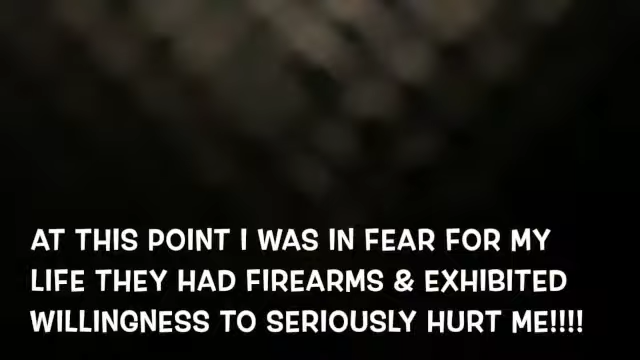 AT THIS POINT I WAS IN FEAR FOR MY
LIFE THEY HAD FIREARMS & EXHIBITED
WILLINGNESS TO SERIOUSLY HURT ME!!!!